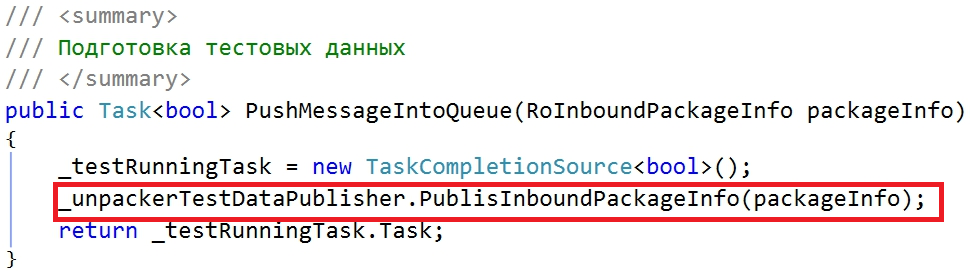 /// <summary>
/// Подготовка тестовых данных
/// </summary>
public Task<bool> PushMessageIntoQueue(RoInboundPackageInfo packageInfo)
{
_testRunningTask = new TaskCompletionSource<bool>();
_unpackerTestDataPublisher.PublisInboundPackageInfo(packageInfo);
return _testRunningTask.Task;
}